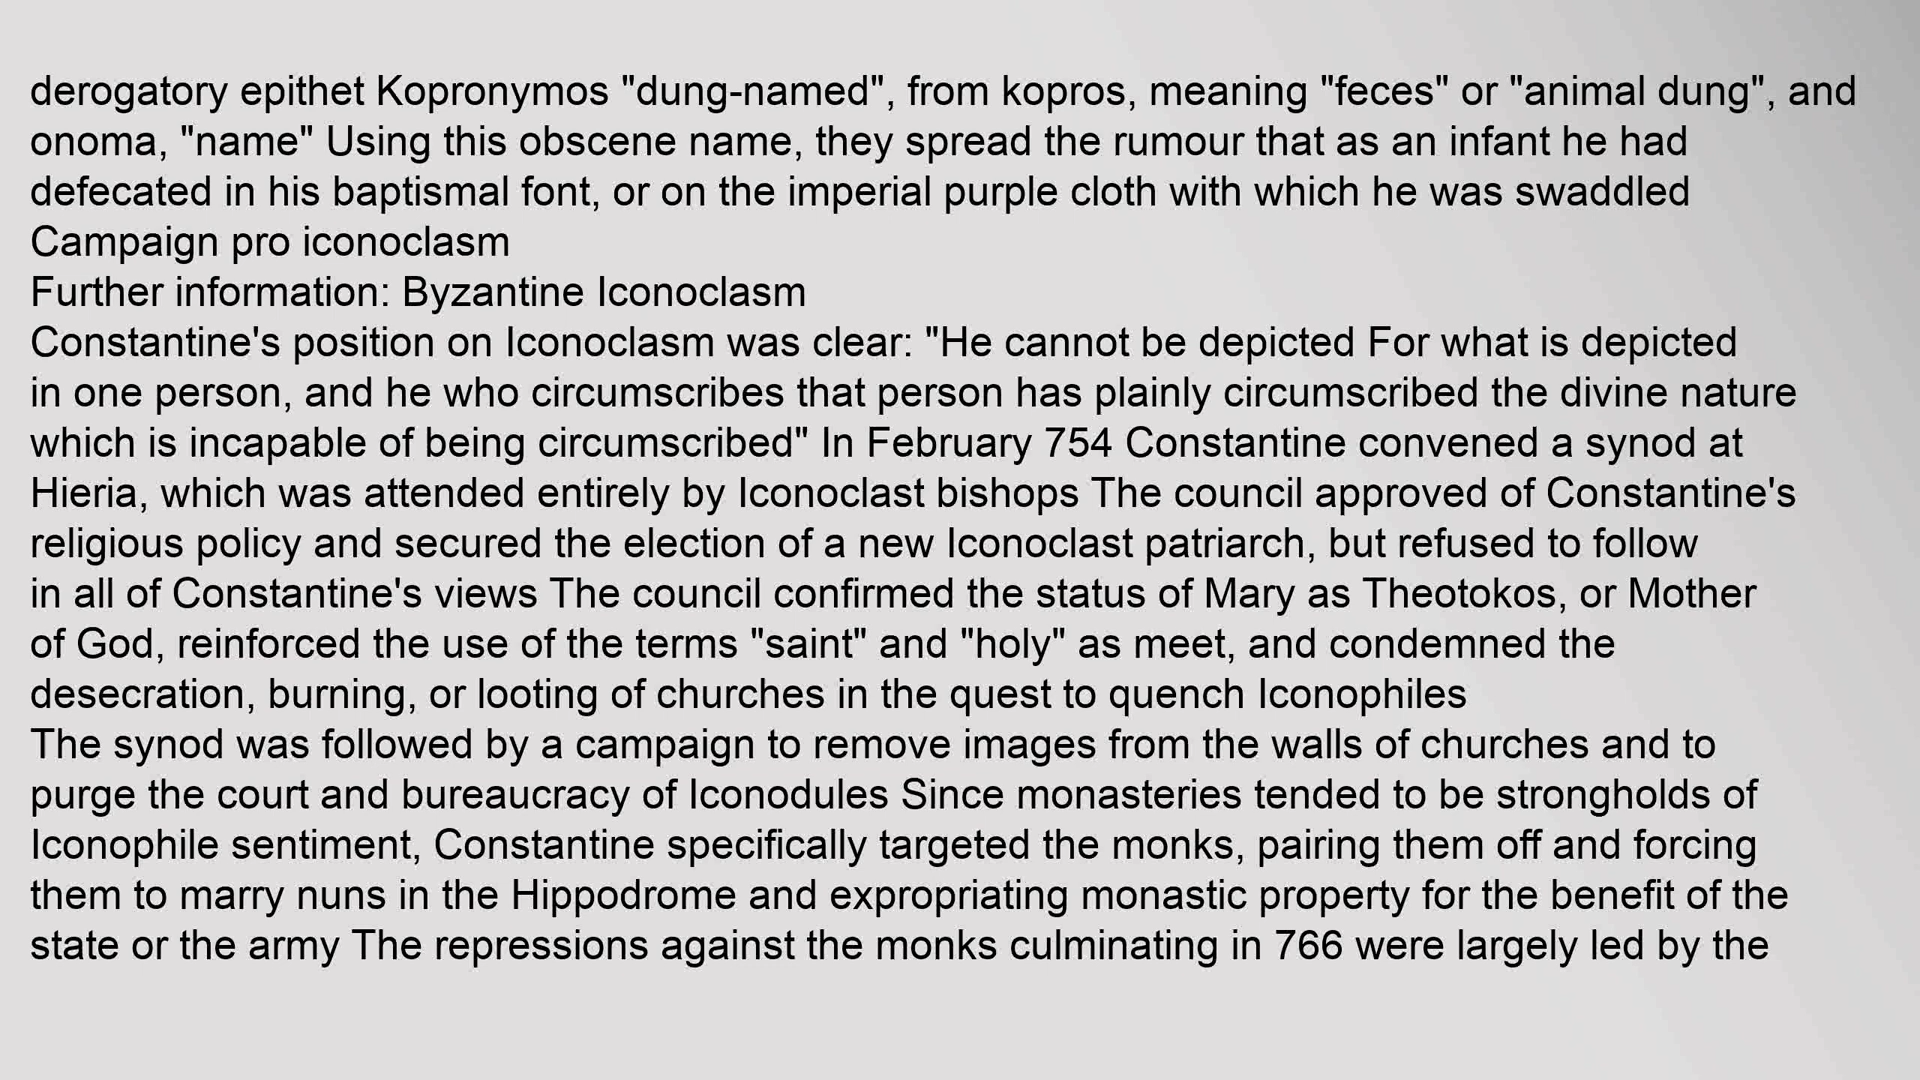 derogatory epithet Kopronymos "dung-named", from kopros, meaning "feces" or "animal dung", and
onoma, "name" Using this obscene name, they spread the rumour that as an infant he had
defecated in his baptismal font, or on the imperial purple cloth with which he was swaddled
Campaign pro iconoclasm
Further information: Byzantine Iconoclasm
Constantine's position on Iconoclasm was clear: "He cannot be depicted For what is depicted
in one person, and he who circumscribes that person has plainly circumscribed the divine nature
which is incapable of being circumscribed" In February 754 Constantine convened a synod at
Hieria, which was attended entirely by Iconoclast bishops The council approved of Constantine's
religious policy and secured the election of a new Iconoclast patriarch, but refused to follow
in all of Constantine's views The council confirmed the status of Mary as Theotokos, or Mother
of God, reinforced the use of the terms "saint" and "holy" as meet, and condemned the
desecration, burning, or looting of churches in the quest to quench Iconophiles
The synod was followed by a campaign to remove images from the walls of churches and to
purge the court and bureaucracy of Iconodules Since monasteries tended to be strongholds of
Iconophile sentiment, Constantine specifically targeted the monks, pairing them off and forcing
them to marry nuns in the Hippodrome and expropriating monastic property for the benefit of the
state or the army The repressions against the monks culminating in 766 were largely led by the